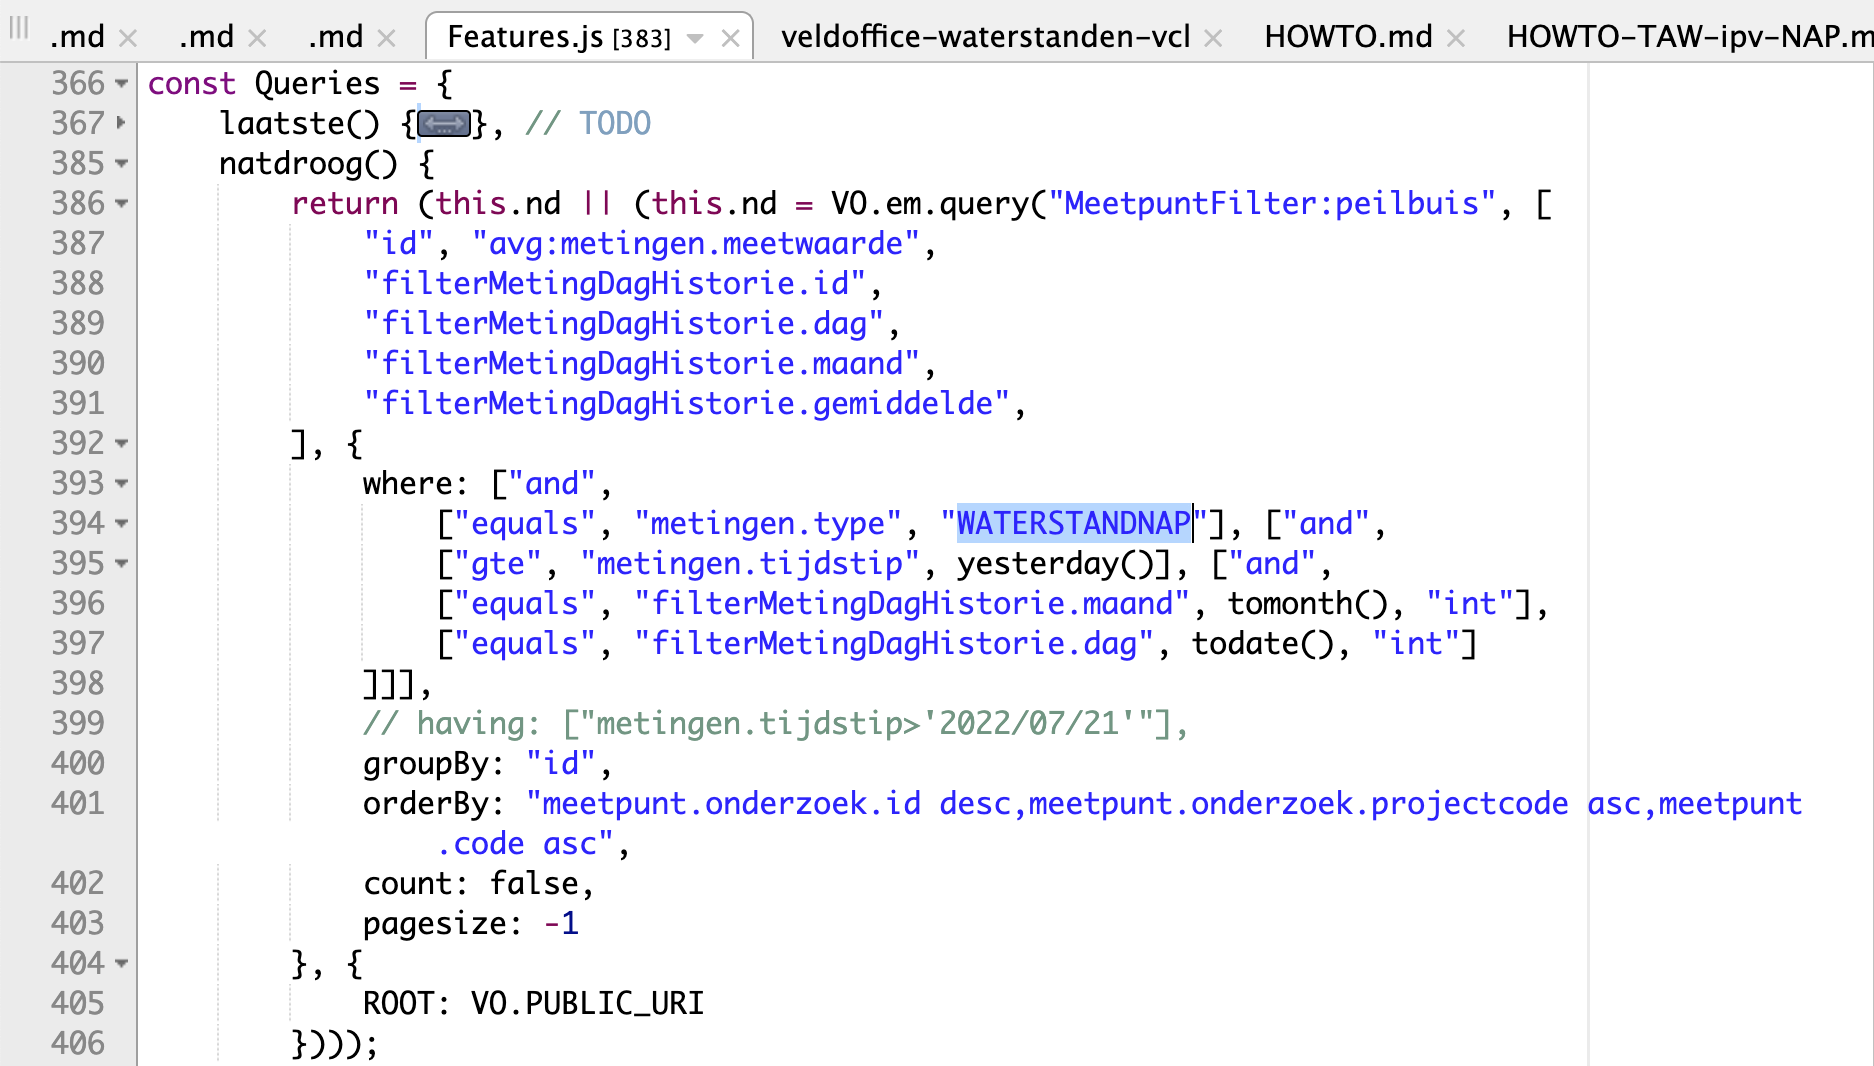 .md × .md × .md × Features.js [383] × veldoffice-waterstanden-vcl × HOWTO.md × HOWTO-TAW-ipv-NAP.m
366 const Queries = {
367 laatste() {...}, // TODO
385 natdroog() {
386 return (this.nd || (this.nd = VO.em.query("MeetpuntFilter:peilbuis", [
387 "id", "avg:metingen.meetwaarde",
388 "filterMetingDagHistorie.id",
389 "filterMetingDagHistorie.dag",
390 "filterMetingDagHistorie.maand",
391 "filterMetingDagHistorie.gemiddelde",
392 ], {
393 where: ["and",
394 ["equals", "metingen.type", "WATERSTANDNAP"], ["and",
395 ["gte", "metingen.tijdstip", yesterday()], ["and",
396 ["equals", "filterMetingDagHistorie.maand", tomonth(), "int"],
397 ["equals", "filterMetingDagHistorie.dag", todate(), "int"]
398 ]]],
399 // having: ["metingen.tijdstip>'2022/07/21'"],
400 groupBy: "id",
401 orderBy: "meetpunt.onderzoek.id desc,meetpunt.onderzoek.projectcode asc,meetpunt
.code asc",
402 count: false,
403 pagesize: -1
404 }, {
405 ROOT: VO.PUBLIC_URI
406 })));